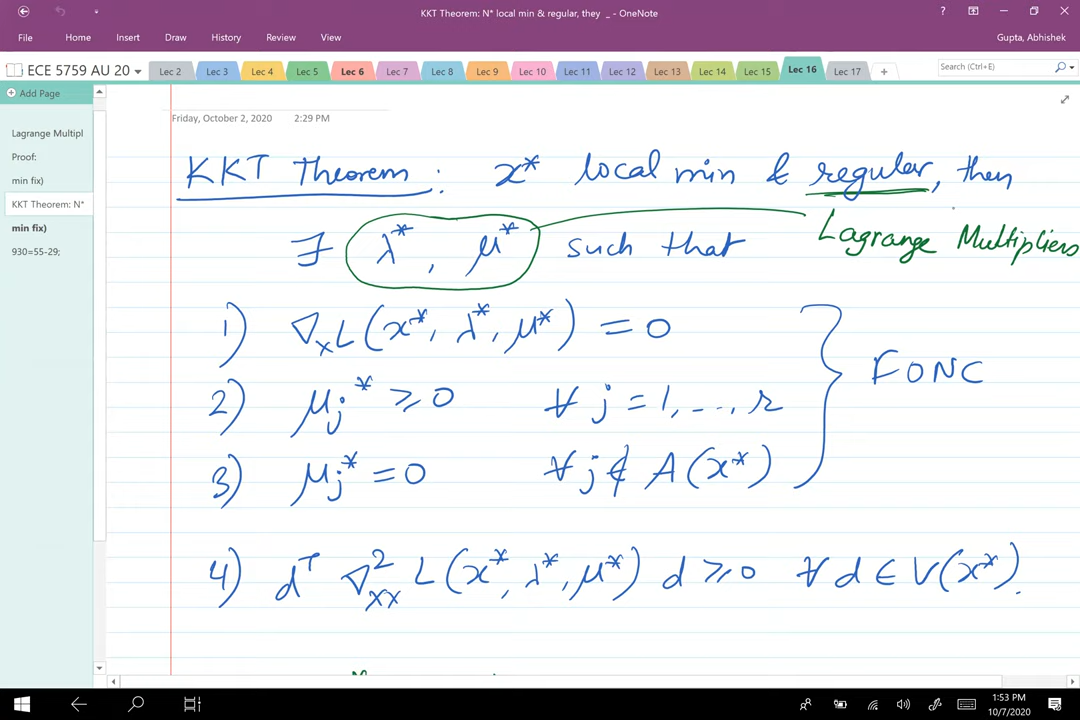 KKT Theorem: N* local min & regular, they _ - OneNote
?
File Home Insert Draw History Review View
Gupta, Abhishek
ECE 5759 AU 20
Lec 2 Lec 3 Lec 4 Lec 5 Lec 6 Lec 7 Lec 8 Lec 9 Lec 10 Lec 11 Lec 12 Lec 13 Lec 14 Lec 15 Lec 16 Lec 17 +
Search (Ctrl+E)
Add Page
Lagrange Multipl
Proof:
min fix)
KKT Theorem: N*
min fix)
930=55-29;
Friday, October 2, 2020 2:29 PM
KKT Theorem: x* local min & regular, then
∃ λ*, μ* such that
Lagrange Multipliers
1) ∇ₓL(x*, λ*, μ*) = 0
2) μⱼ* ≥ 0 ∀ j = 1, ..., r
3) μⱼ* = 0 ∀ j ∉ A(x*)
FONC
4) dᵀ ∇²ₓₓ L(x*, λ*, μ*) d ≥ 0 ∀ d ∈ V(x*).
1:53 PM
10/7/2020